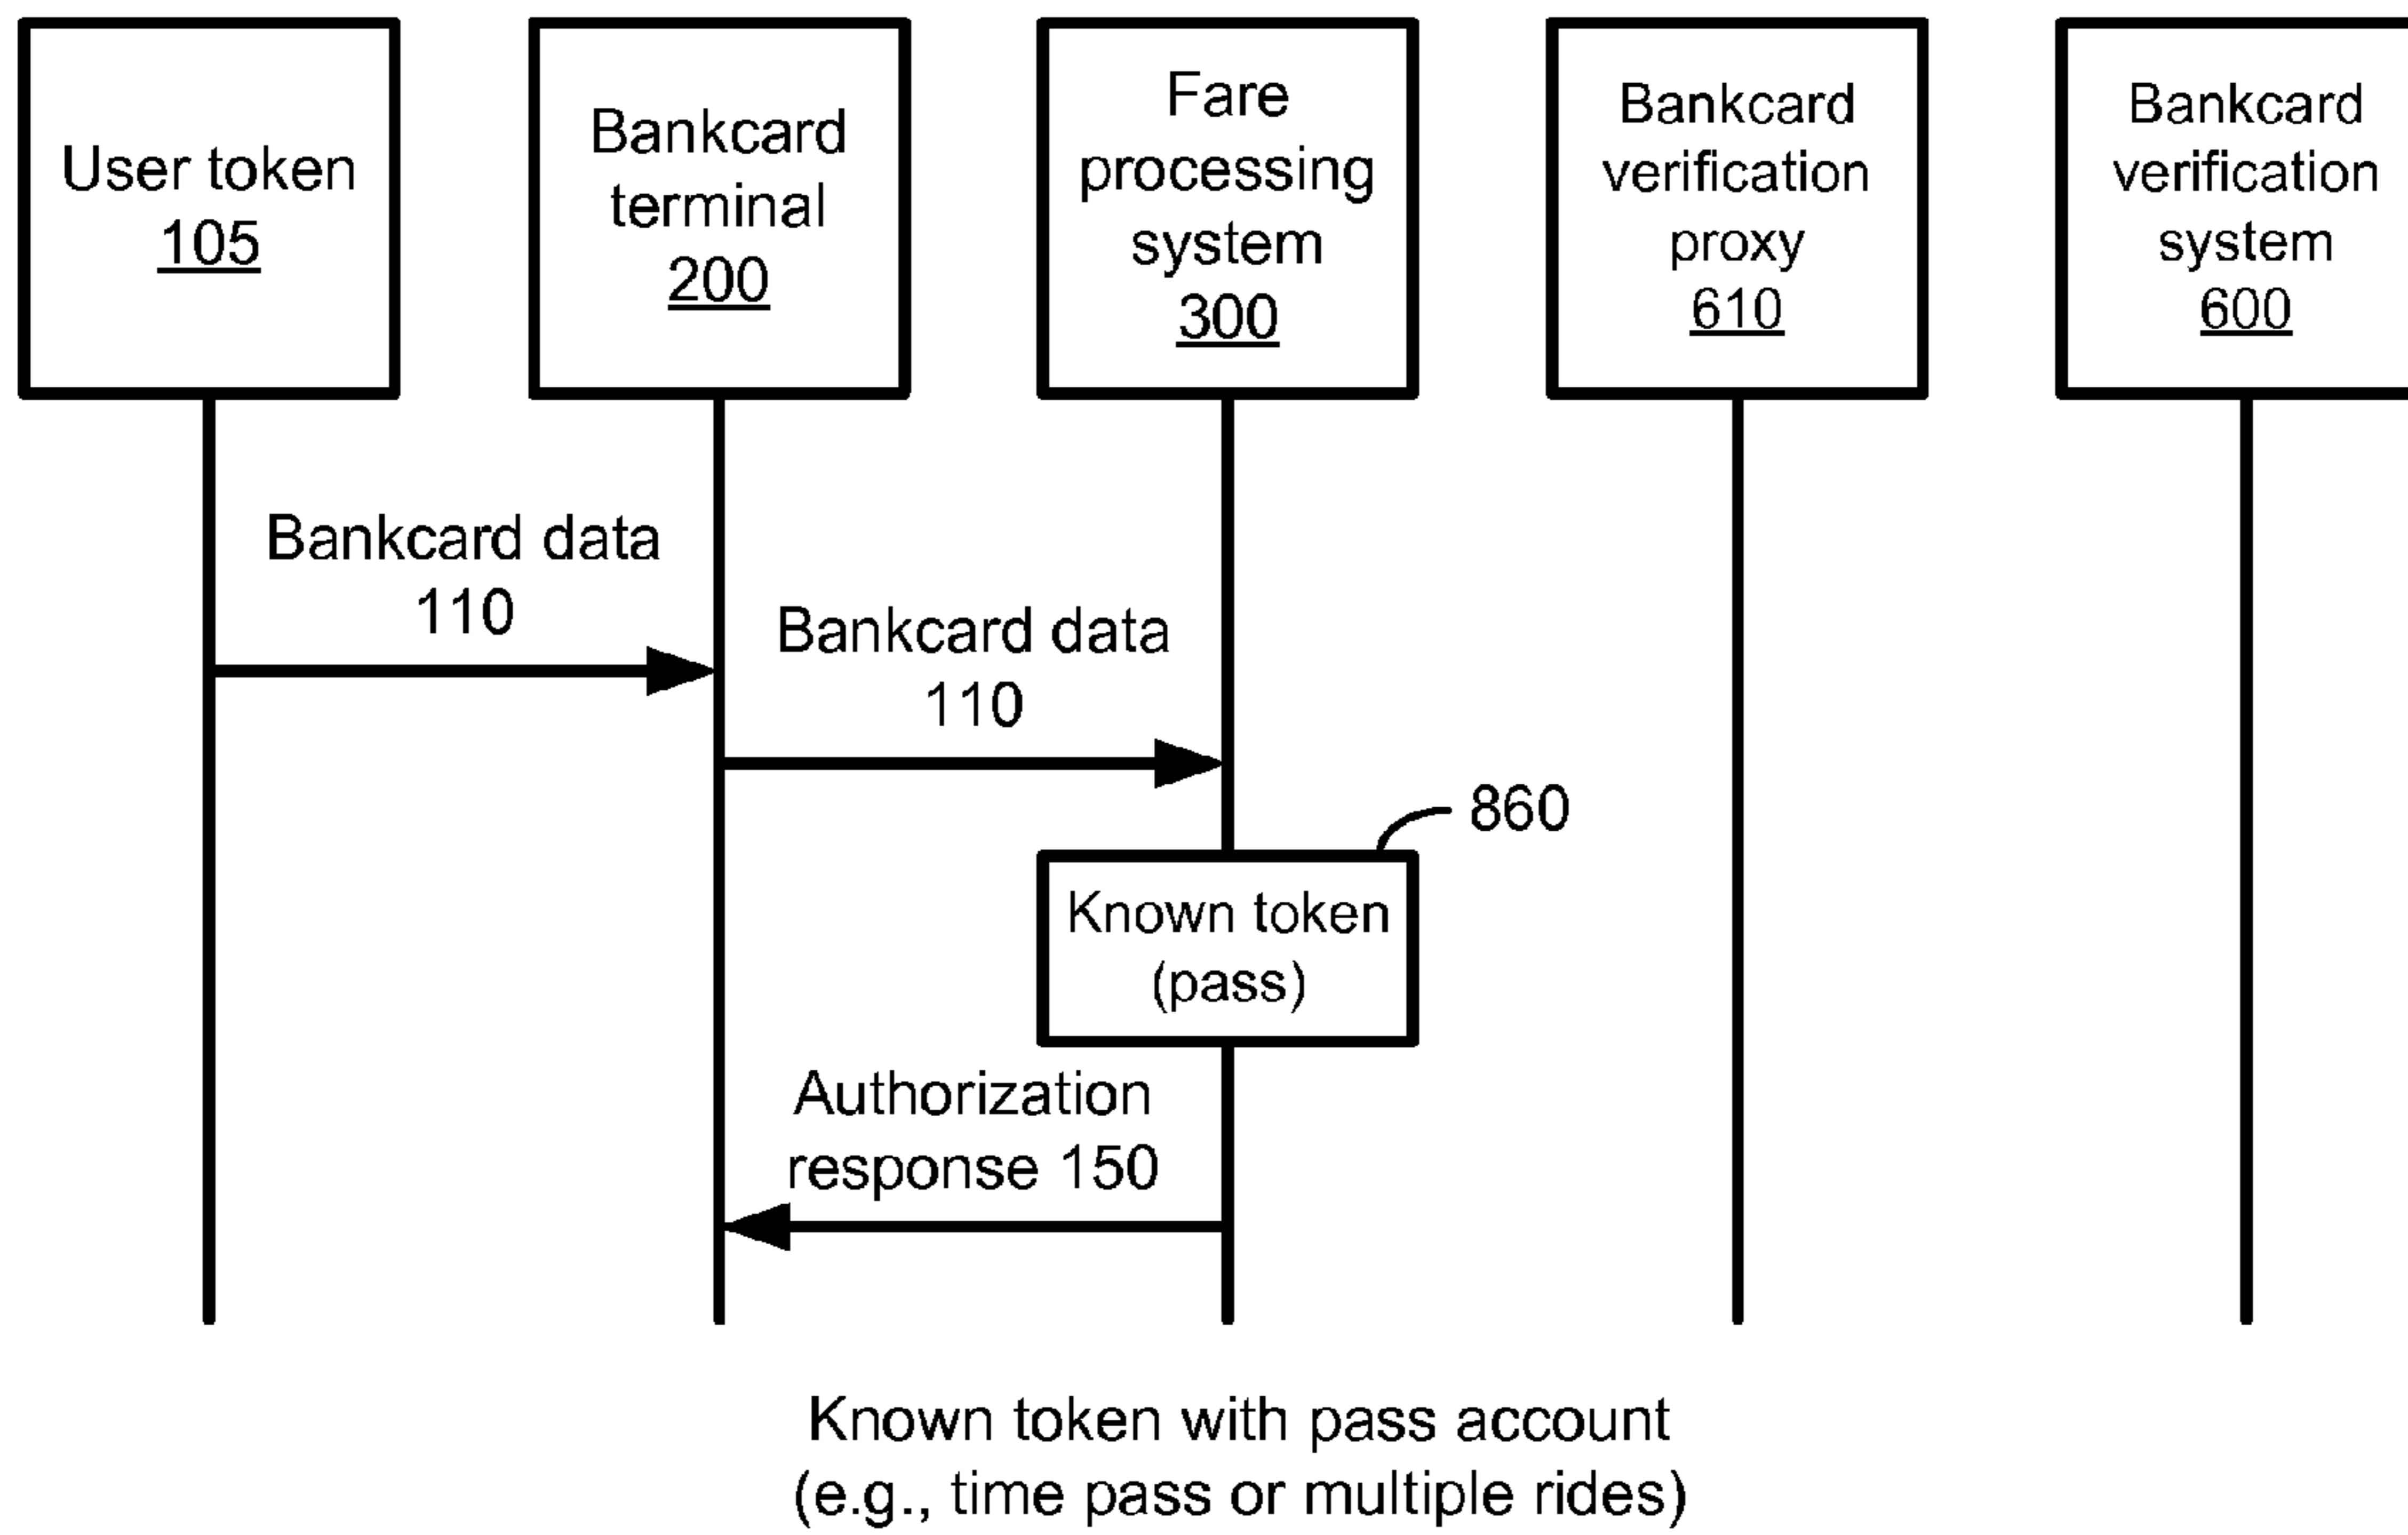 User token
105
Bankcard
terminal
200
Fare
processing
system
300
Bankcard
verification
proxy
610
Bankcard
verification
system
600
Bankcard data
110
Bankcard data
110
860
Known token
(pass)
Authorization
response 150
Known token with pass account
(e.g., time pass or multiple rides)